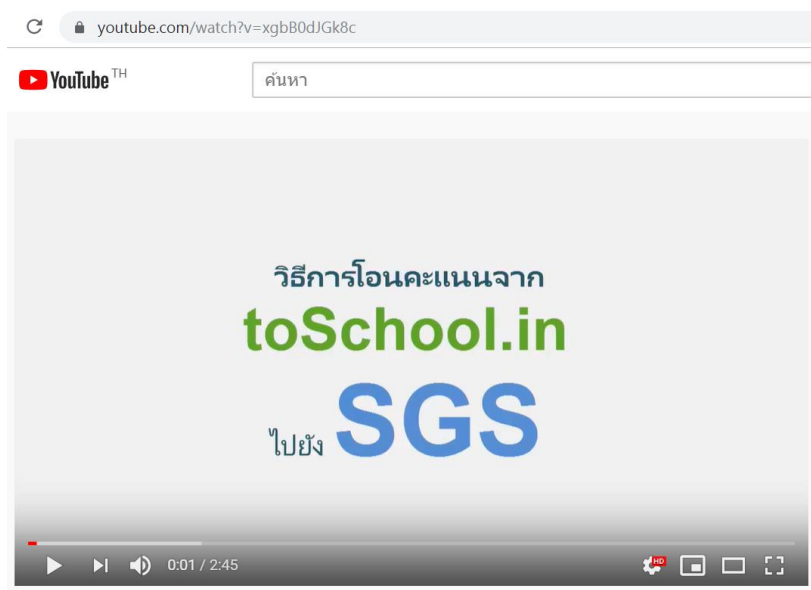 youtube.com/watch?v=xgbB0dJGk8c
YouTube TH
ค้นหา
วิธีการโอนคะแนนจาก
toSchool.in
ไปยัง SGS
0:01 / 2:45
HD